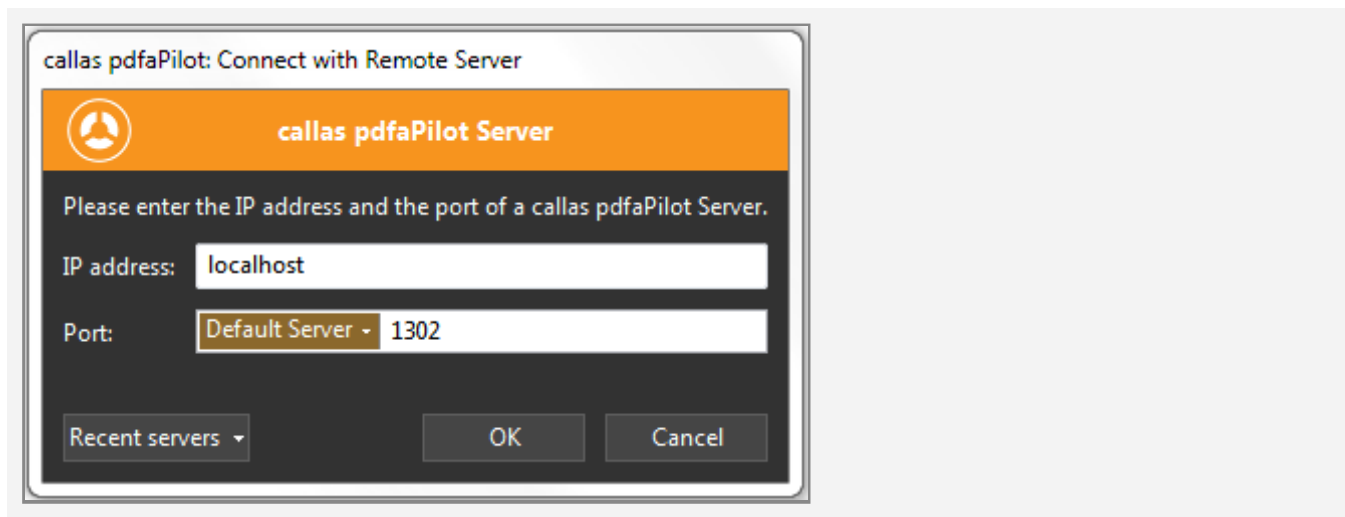 callas pdfaPilot: Connect with Remote Server
callas pdfaPilot Server
Please enter the IP address and the port of a callas pdfaPilot Server.
IP address: localhost
Port: Default Server 1302
Recent servers OK Cancel